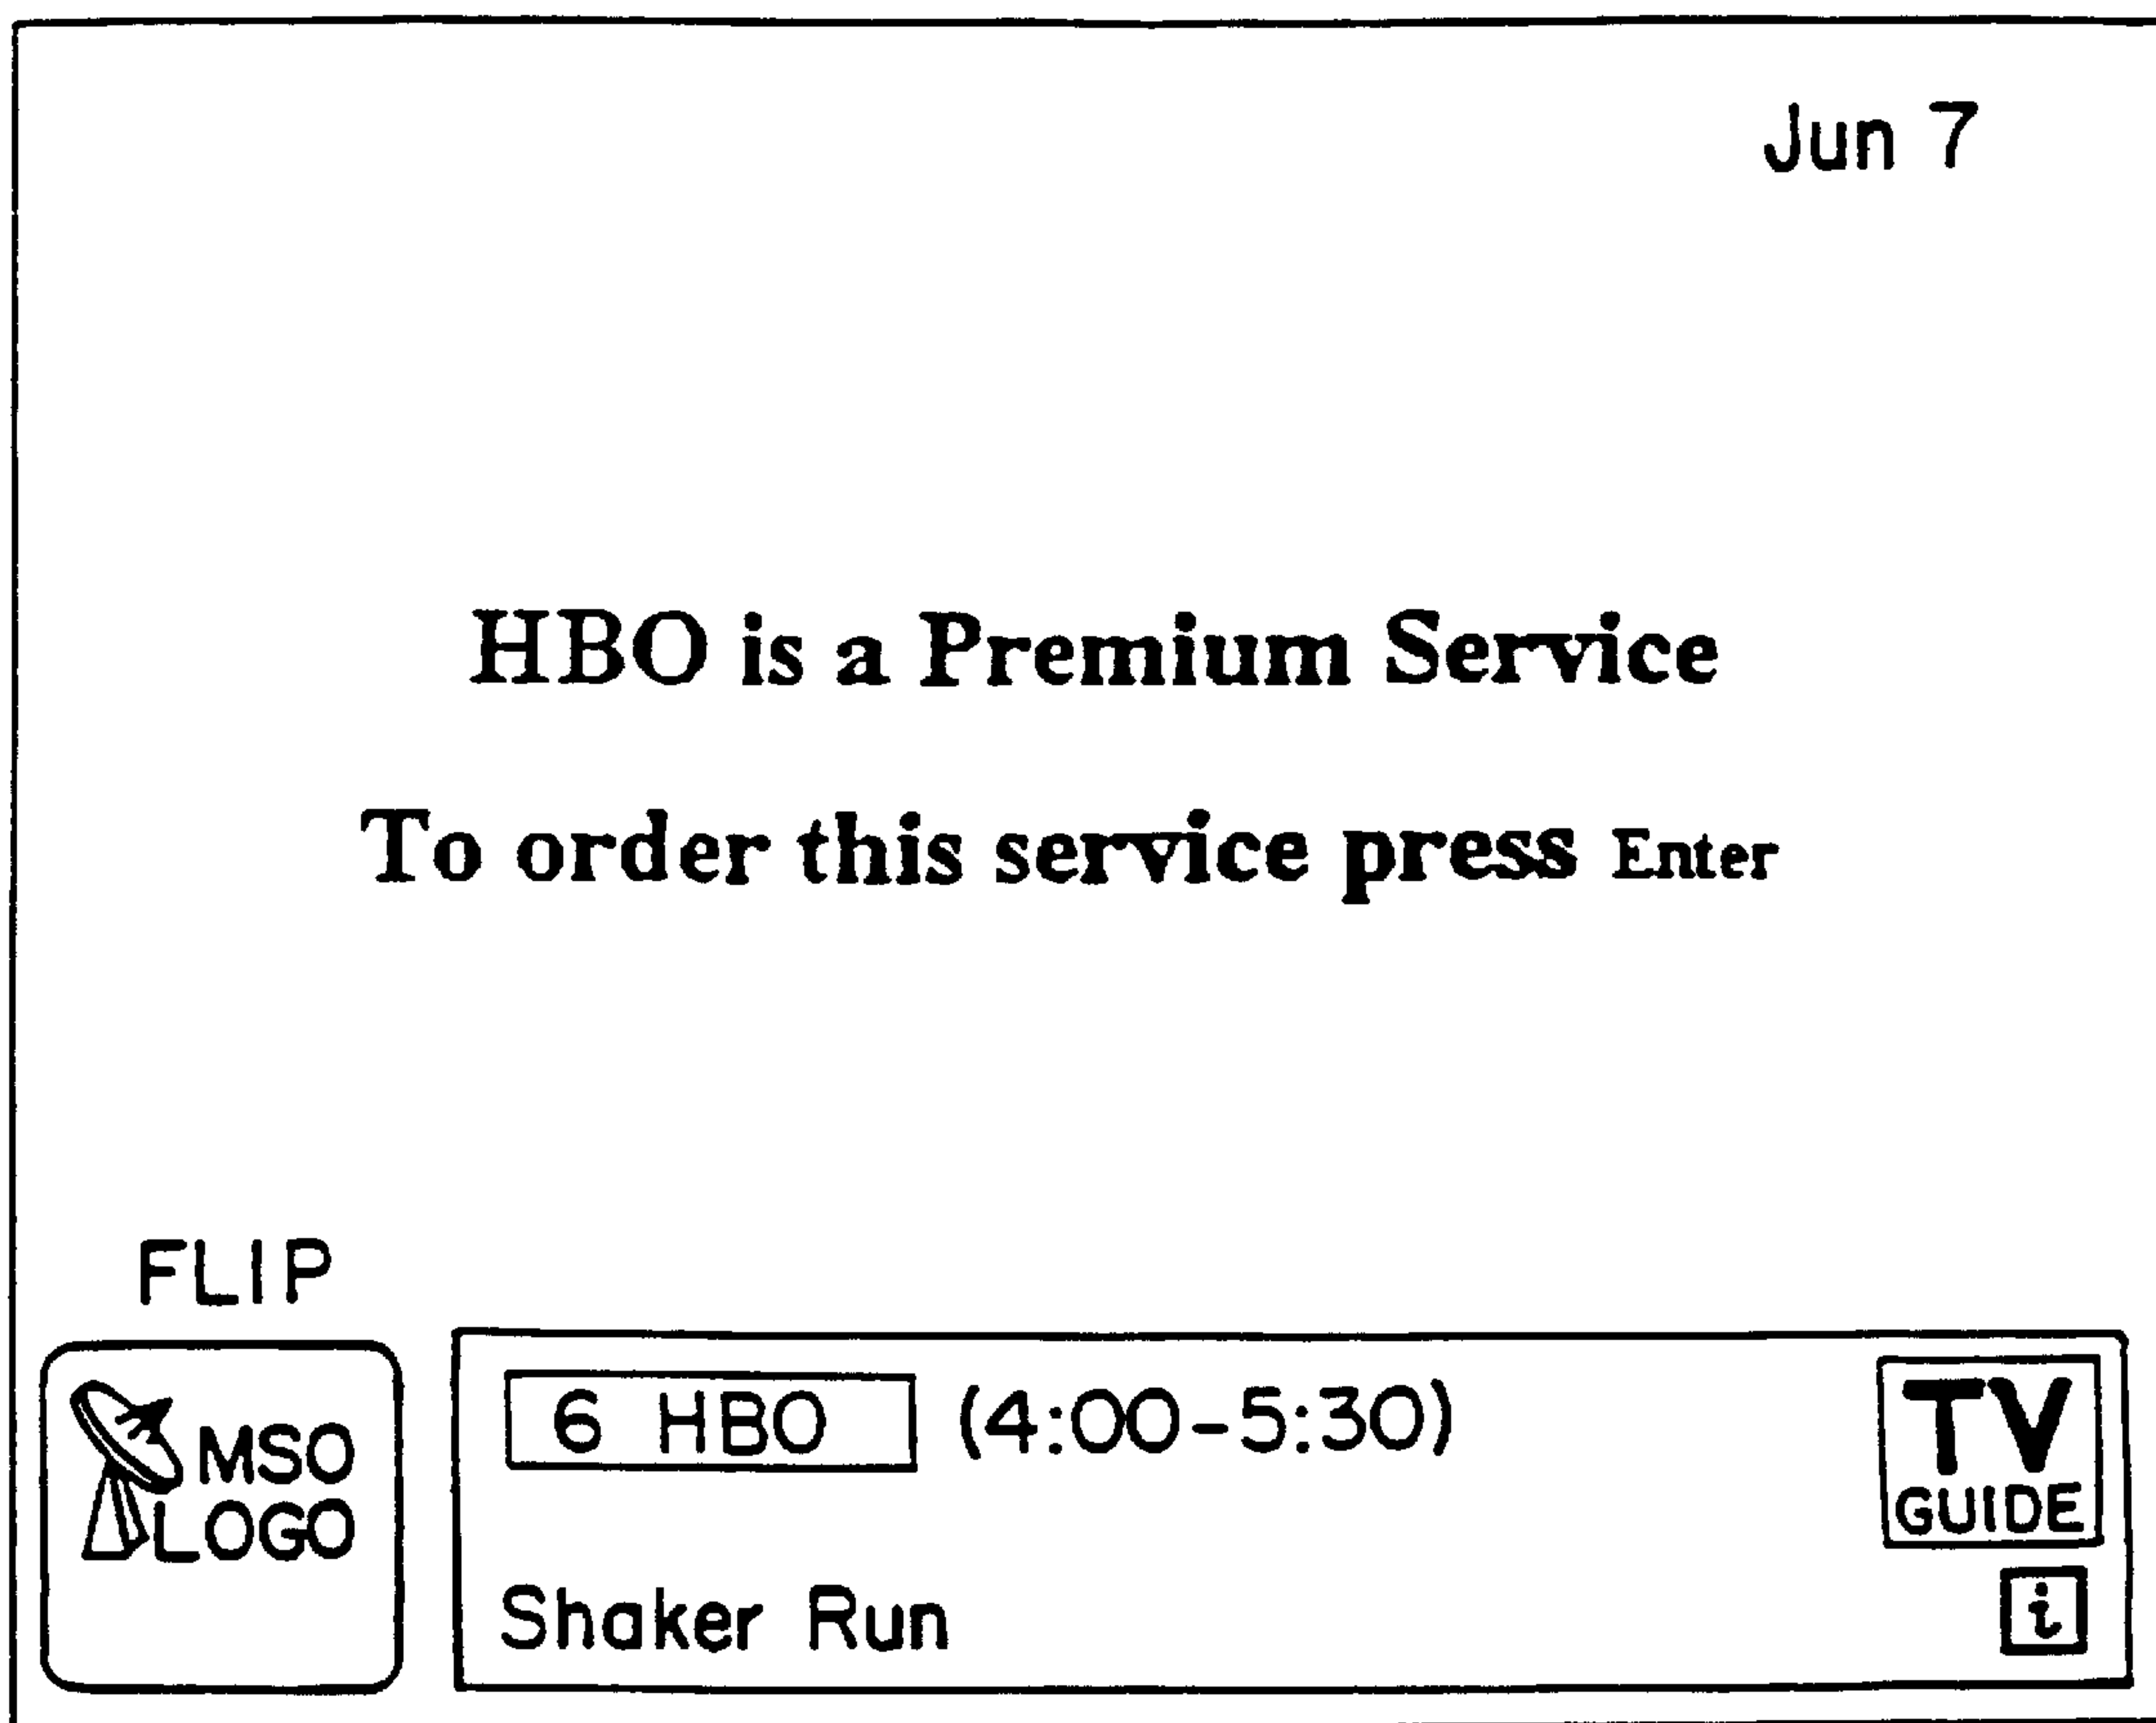 Jun 7
HBO is a Premium Service
To order this service press Enter
FLIP
MSO
LOGO
6 HBO (4:00-5:30)
TV
GUIDE
Shaker Run
i